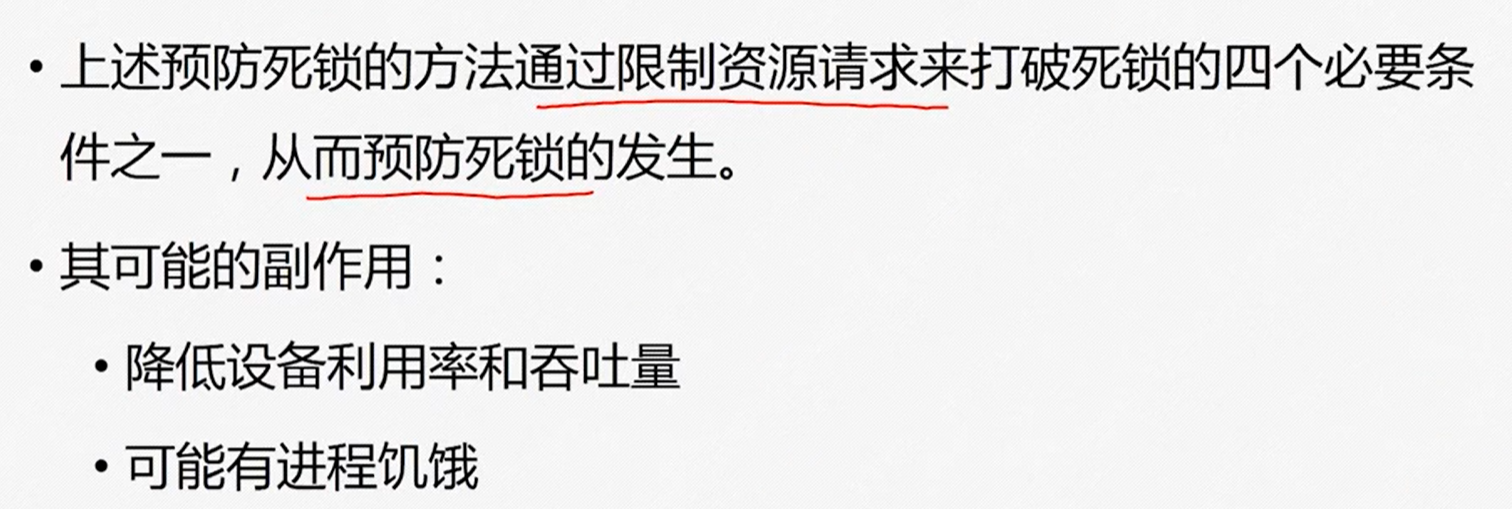 • 上述预防死锁的方法通过限制资源请求来打破死锁的四个必要条
件之一，从而预防死锁的发生。
• 其可能的副作用：
• 降低设备利用率和吞吐量
• 可能有进程饥饿